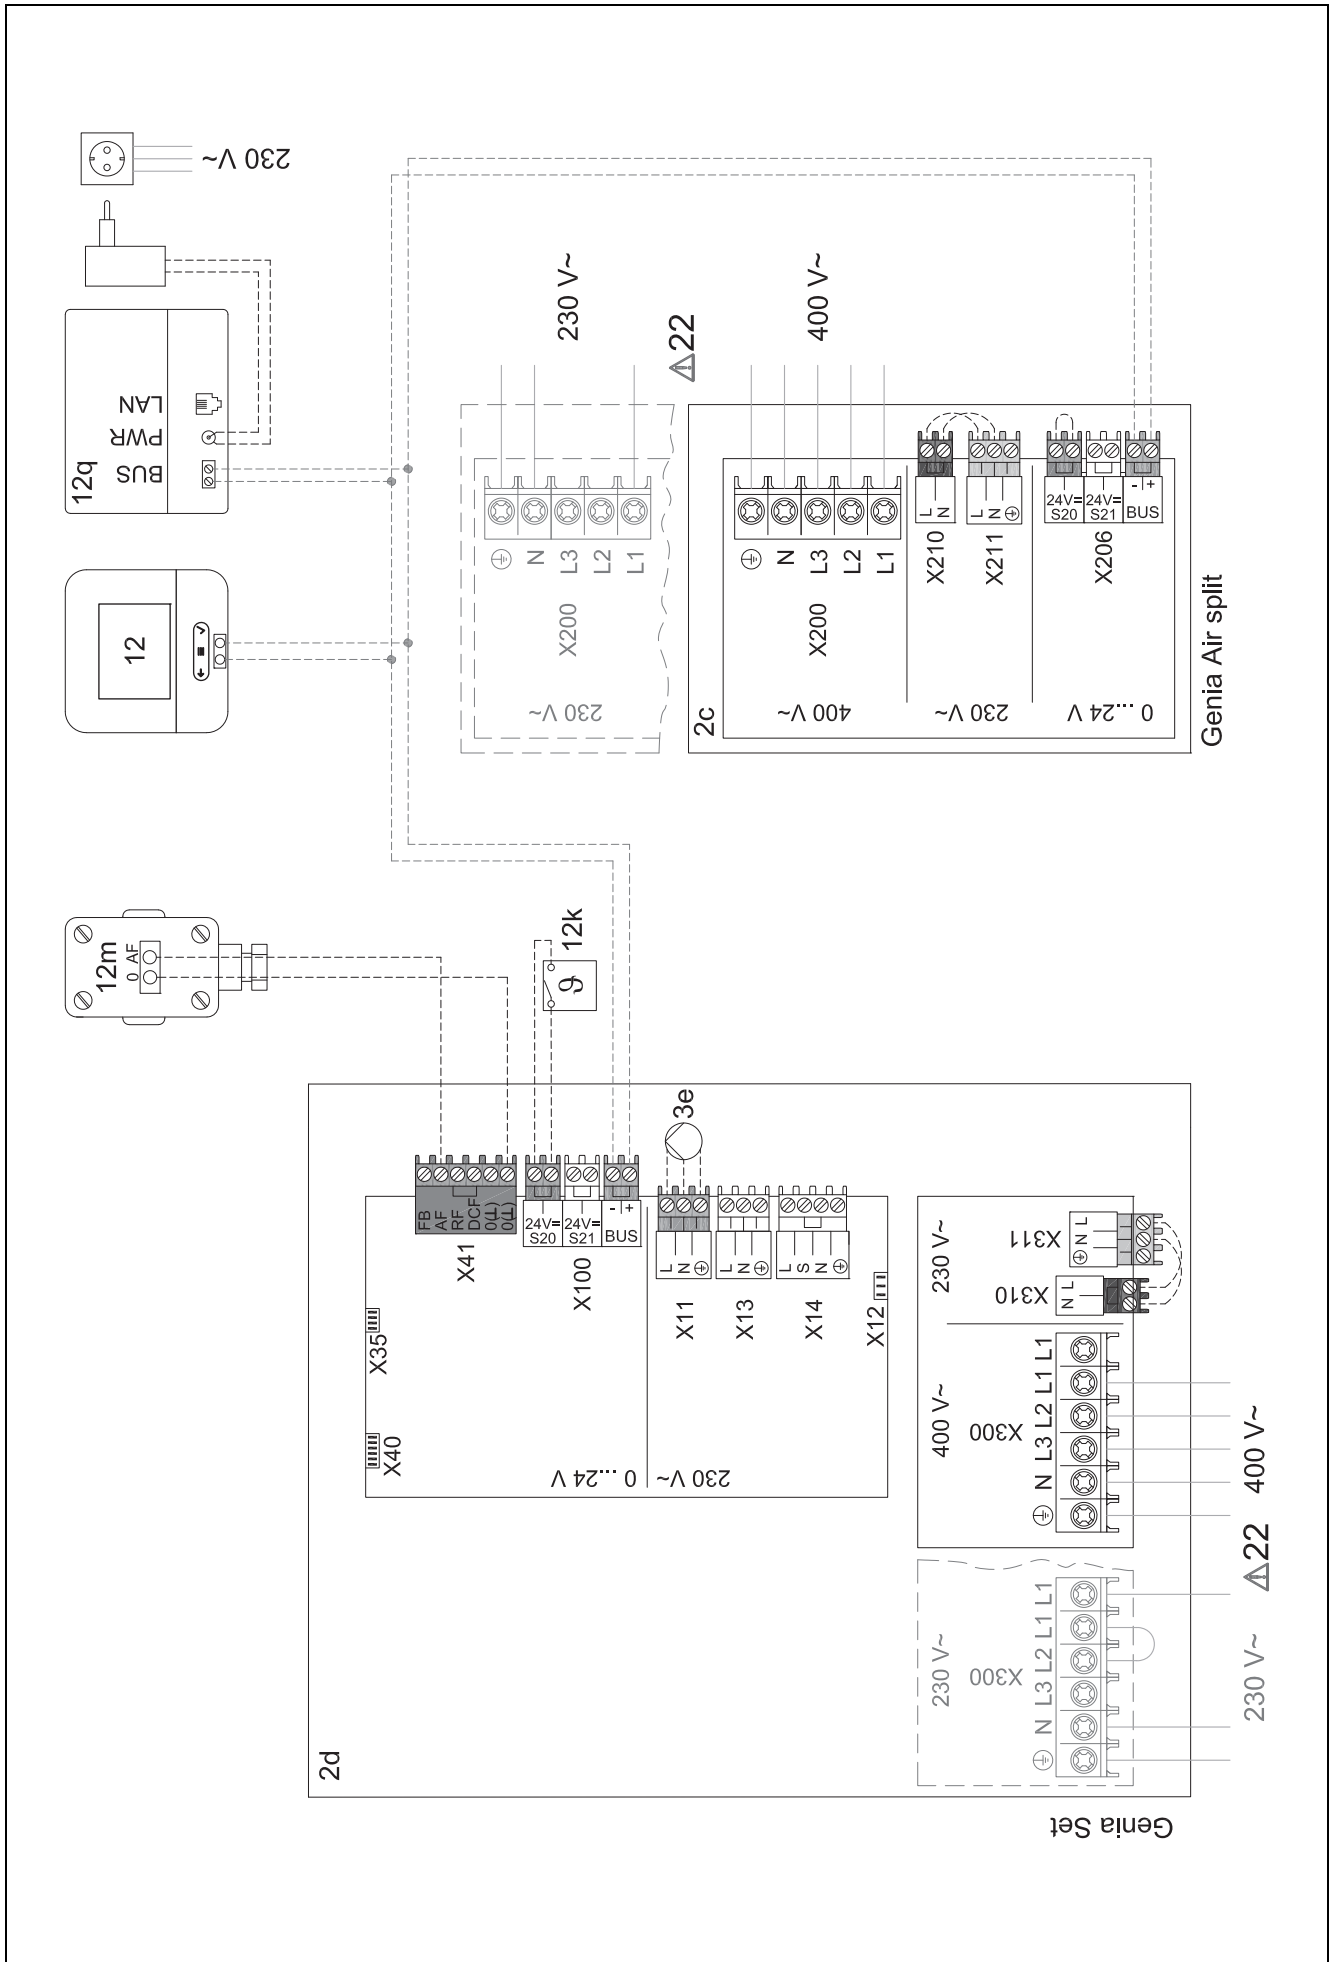 230 V~
12q
LAN
PWR
BUS
12
12m
0 AF
12k
ϑ
230 V~
⚠22
400 V~
⏚ N L3 L2 L1
X200
230 V~
2c
⏚ N L3 L2 L1
X200
400 V~
L N
X210
L N ⏚
X211
230 V~
24V= S20
24V= S21
- +
BUS
X206
0...24 V
Genia Air split
2d
Genia Set
FB
AF
RF
DCF
0(⊥)
0(⊥)
X41
24V= S20
24V= S21
- +
BUS
X100
3e
L N ⏚
X11
L N ⏚
X13
L S N ⏚
X14
X12
X35
X40
0...24 V
230 V~
230 V~
⏚ N L
X311
N L
X310
400 V~
X300
⏚ N L3 L2 L1 L1
400 V~
⚠22
230 V~
X300
⏚ N L3 L2 L1 L1
230 V~